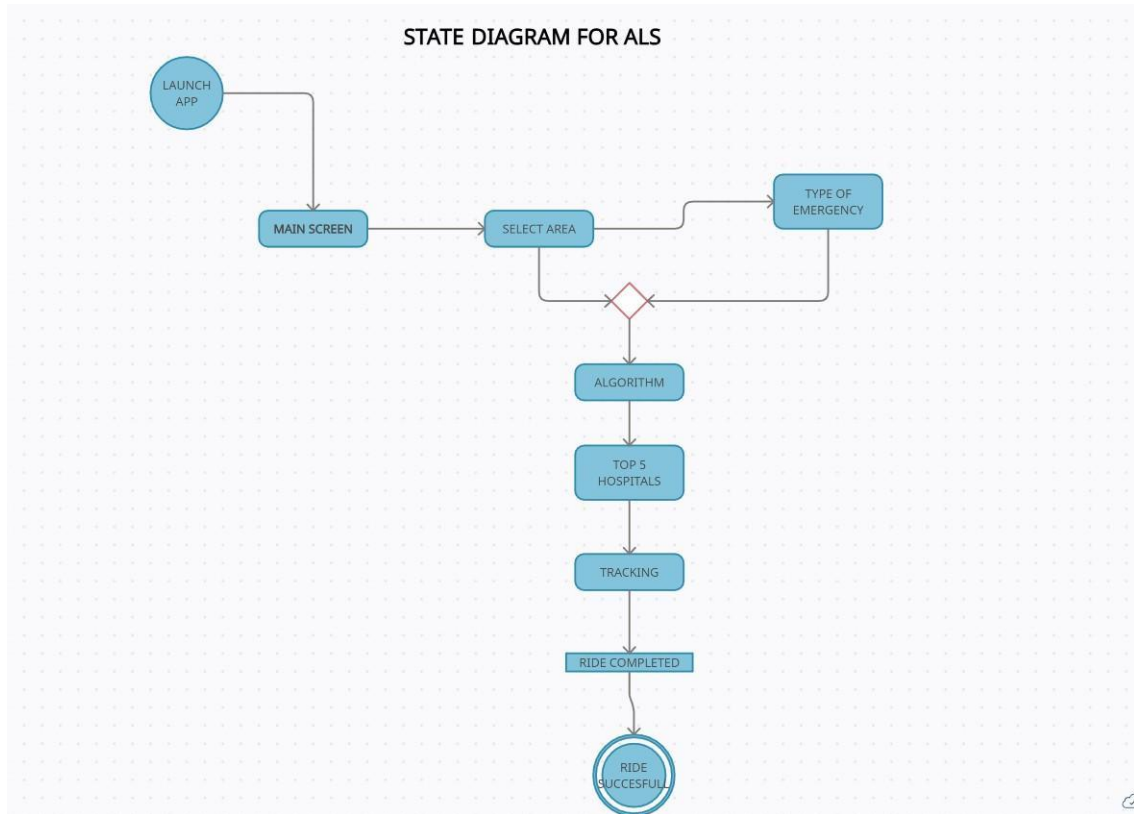 STATE DIAGRAM FOR ALS
LAUNCH
APP
MAIN SCREEN
SELECT AREA
TYPE OF
EMERGENCY
ALGORITHM
TOP 5
HOSPITALS
TRACKING
RIDE COMPLETED
RIDE
SUCCESFULL